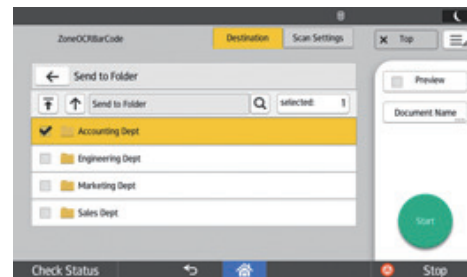 ZoneOCRBarCode
Destination
Scan Settings
Top
Send to Folder
Send to Folder
selected: 1
Accounting Dept
Engineering Dept
Marketing Dept
Sales Dept
Preview
Document Name
Start
Check Status
Stop